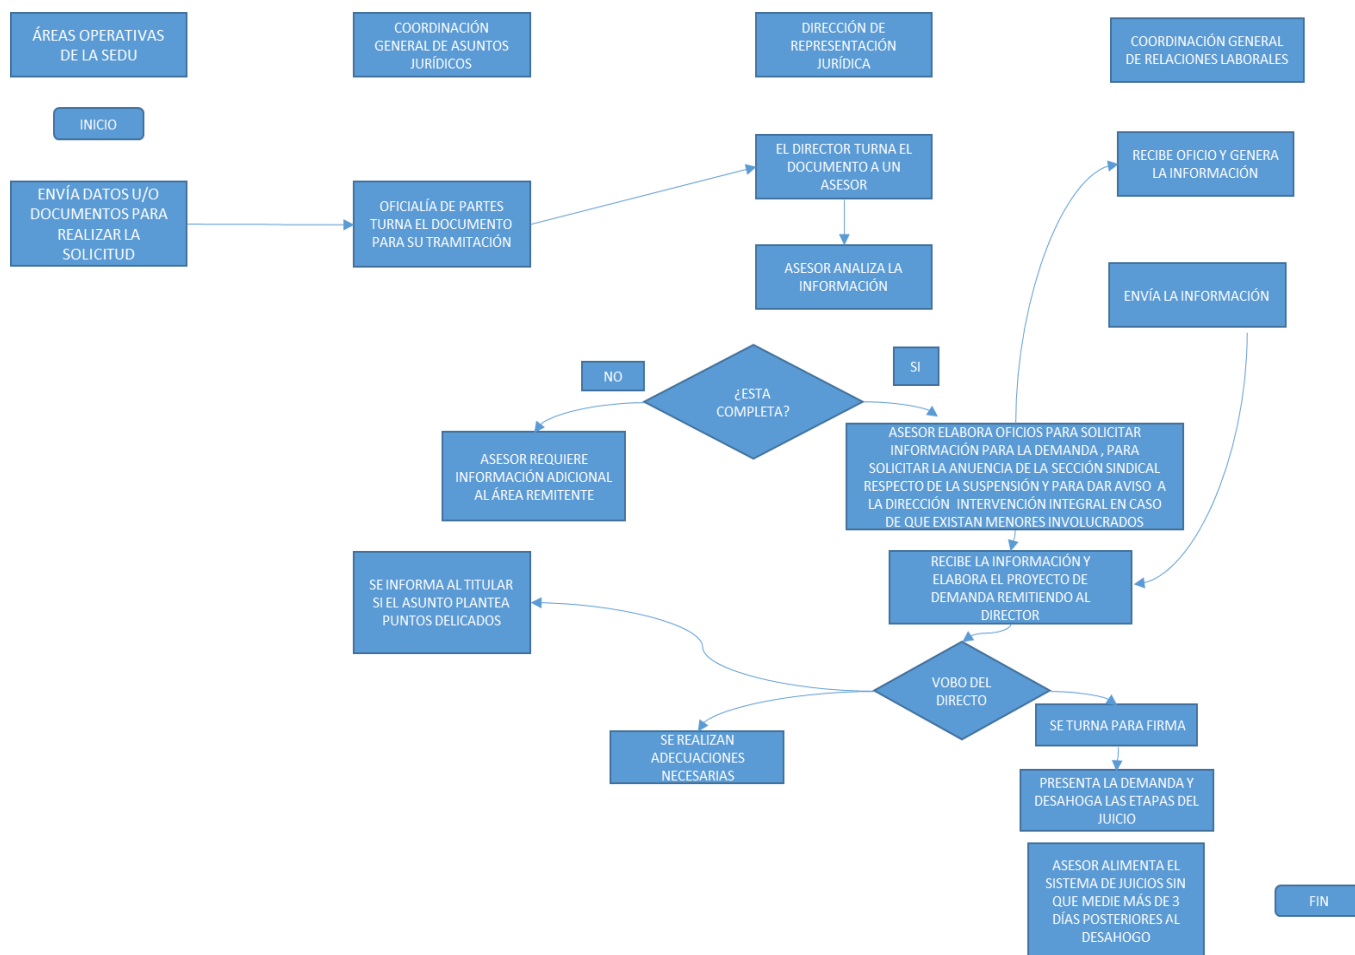 ÁREAS OPERATIVAS
DE LA SEDU
COORDINACIÓN
GENERAL DE ASUNTOS
JURÍDICOS
DIRECCIÓN DE
REPRESENTACIÓN
JURÍDICA
COORDINACIÓN GENERAL
DE RELACIONES LABORALES
INICIO
ENVÍA DATOS U/O
DOCUMENTOS PARA
REALIZAR LA
SOLICITUD
OFICIALÍA DE PARTES
TURNA EL DOCUMENTO
PARA SU TRAMITACIÓN
EL DIRECTOR TURNA EL
DOCUMENTO A UN
ASESOR
RECIBE OFICIO Y GENERA
LA INFORMACIÓN
ASESOR ANALIZA LA
INFORMACIÓN
ENVÍA LA INFORMACIÓN
NO
¿ESTA
COMPLETA?
SI
ASESOR REQUIERE
INFORMACIÓN ADICIONAL
AL ÁREA REMITENTE
ASESOR ELABORA OFICIOS PARA SOLICITAR
INFORMACIÓN PARA LA DEMANDA , PARA
SOLICITAR LA ANUENCIA DE LA SECCIÓN SINDICAL
RESPECTO DE LA SUSPENSIÓN Y PARA DAR AVISO A
LA DIRECCIÓN INTERVENCIÓN INTEGRAL EN CASO
DE QUE EXISTAN MENORES INVOLUCRADOS
SE INFORMA AL TITULAR
SI EL ASUNTO PLANTEA
PUNTOS DELICADOS
RECIBE LA INFORMACIÓN Y
ELABORA EL PROYECTO DE
DEMANDA REMITIENDO AL
DIRECTOR
VOBO DEL
DIRECTO
SE REALIZAN
ADECUACIONES
NECESARIAS
SE TURNA PARA FIRMA
PRESENTA LA DEMANDA Y
DESAHOGA LAS ETAPAS DEL
JUICIO
ASESOR ALIMENTA EL
SISTEMA DE JUICIOS SIN
QUE MEDIE MÁS DE 3
DÍAS POSTERIORES AL
DESAHOGO
FIN